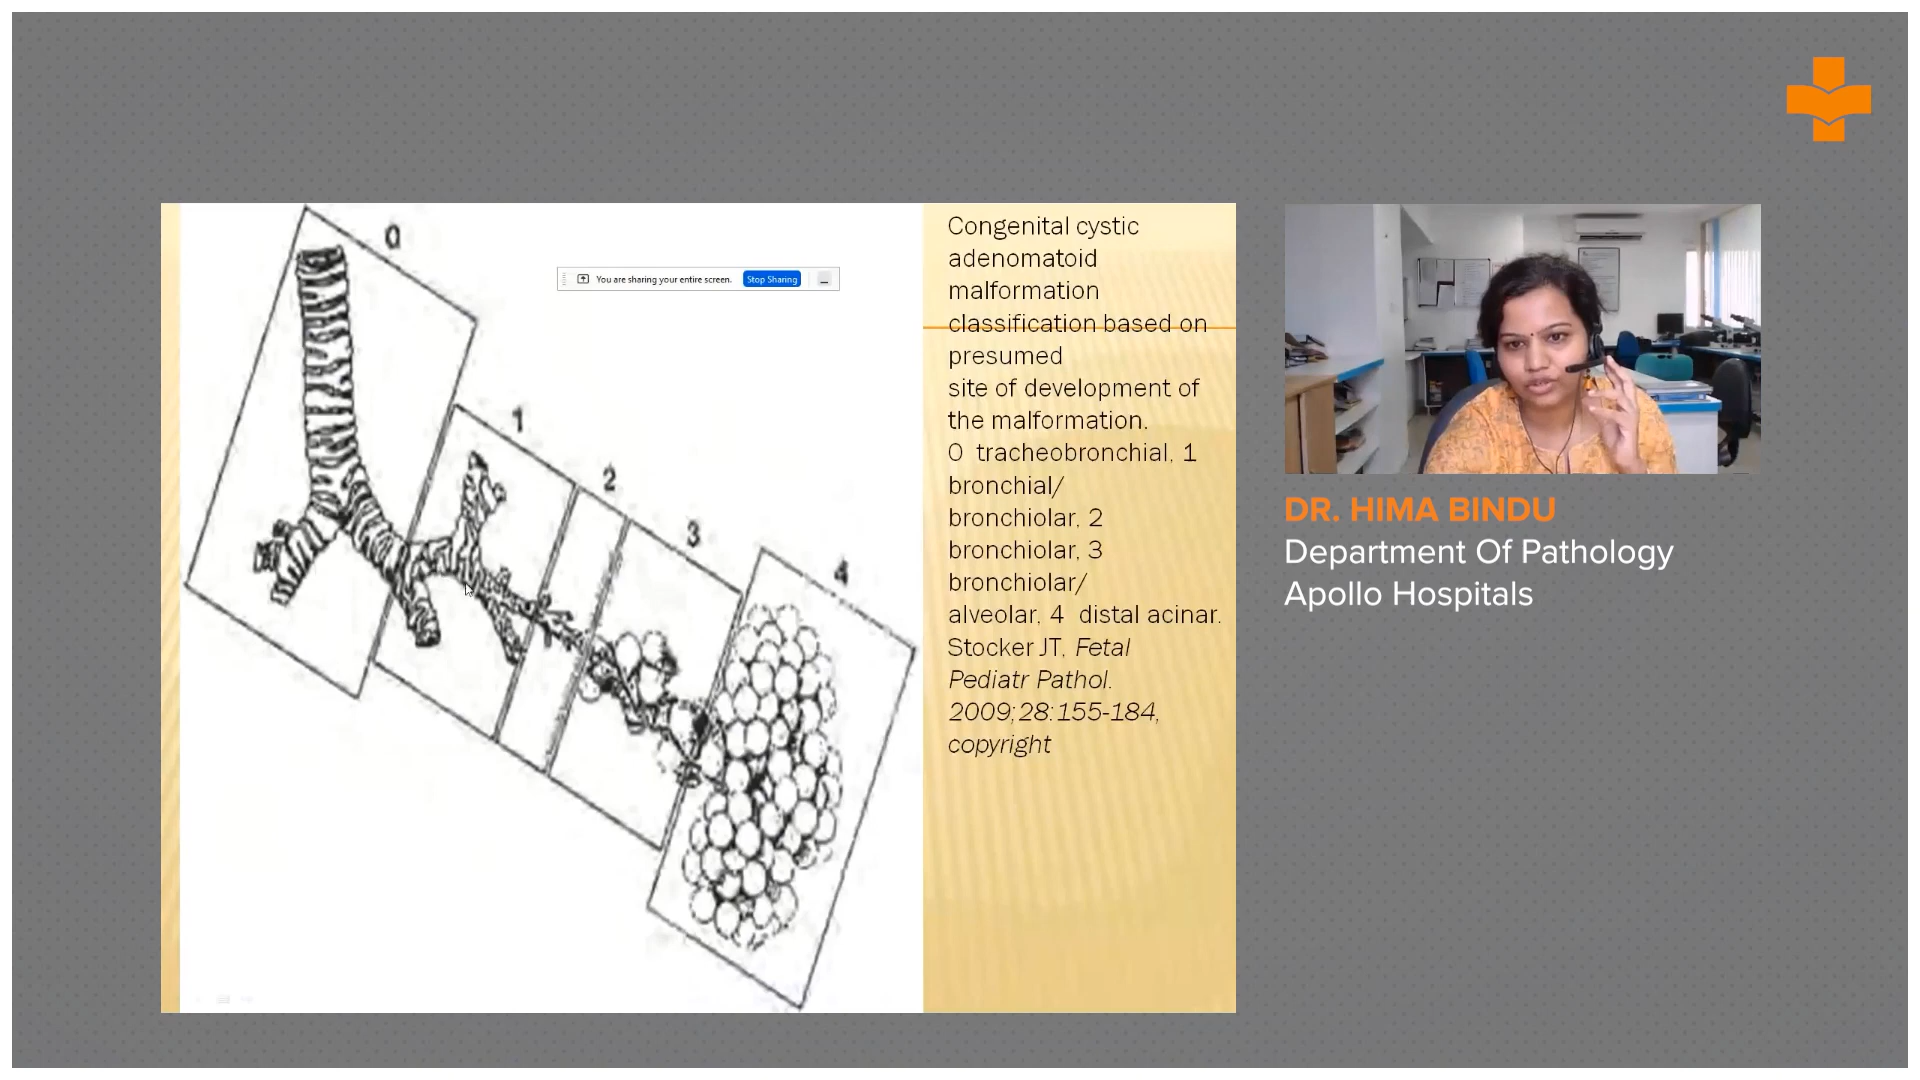 0
1
2
3
4
You are sharing your entire screen. Stop Sharing
Congenital cystic
adenomatoid
malformation
classification based on
presumed
site of development of
the malformation.
0 tracheobronchial, 1
bronchial/
bronchiolar, 2
bronchiolar, 3
bronchiolar/
alveolar, 4 distal acinar.
Stocker JT, Fetal
Pediatr Pathol.
2009;28:155-184,
copyright
DR. HIMA BINDU
Department Of Pathology
Apollo Hospitals